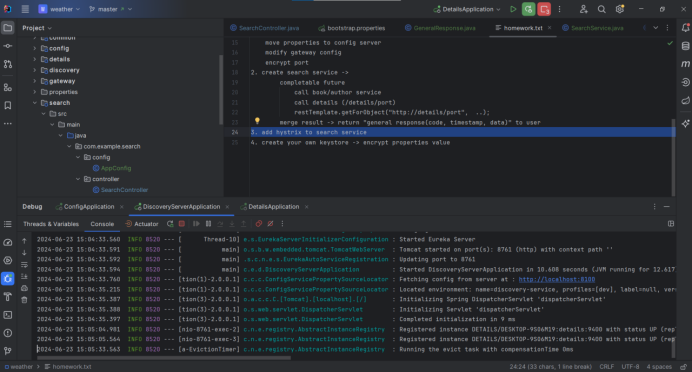 weather
master
DetailsApplication
Project
SearchController.java
bootstrap.properties
GeneralResponse.java
homework.txt
SearchService.java
common
config
details
discovery
gateway
properties
search
src
main
java
com.example.search
config
AppConfig
controller
SearchController
15 move properties to config server
modify gateway config
encrypt port
2. create search service ->
completable future
call book/author service
call details (/details/port)
restTemplate.getForObject("http://details/port", ..);
merge result -> return "general response(code, timestamp, data)" to user
24 3. add hystrix to search service
4. create your own keystore -> encrypt properties value
Debug
ConfigApplication
DiscoveryServerApplication
DetailsApplication
Threads & Variables
Console
Actuator
2024-06-23 15:04:33.560 INFO 8520 --- [ Thread-10] e.s.EurekaServerInitializerConfiguration : Started Eureka Server
2024-06-23 15:04:33.591 INFO 8520 --- [ main] o.s.b.w.embedded.tomcat.TomcatWebServer : Tomcat started on port(s): 8761 (http) with context path ''
2024-06-23 15:04:33.592 INFO 8520 --- [ main] .s.c.n.e.s.EurekaAutoServiceRegistration : Updating port to 8761
2024-06-23 15:04:33.594 INFO 8520 --- [ main] c.e.d.DiscoveryServerApplication : Started DiscoveryServerApplication in 10.608 seconds (JVM running for 12.617
2024-06-23 15:04:33.760 INFO 8520 --- [tion(1)-2.0.0.1] c.c.c.ConfigServicePropertySourceLocator : Fetching config from server at : http://localhost:8100
2024-06-23 15:04:35.215 INFO 8520 --- [tion(1)-2.0.0.1] c.c.c.ConfigServicePropertySourceLocator : Located environment: name=discovery-service, profiles=[dev], label=null, ver
2024-06-23 15:04:35.387 INFO 8520 --- [tion(3)-2.0.0.1] o.a.c.c.C.[Tomcat].[localhost].[/] : Initializing Spring DispatcherServlet 'dispatcherServlet'
2024-06-23 15:04:35.388 INFO 8520 --- [tion(3)-2.0.0.1] o.s.web.servlet.DispatcherServlet : Initializing Servlet 'dispatcherServlet'
2024-06-23 15:04:35.397 INFO 8520 --- [tion(3)-2.0.0.1] o.s.web.servlet.DispatcherServlet : Completed initialization in 9 ms
2024-06-23 15:05:04.981 INFO 8520 --- [nio-8761-exec-2] c.n.e.registry.AbstractInstanceRegistry : Registered instance DETAILS/DESKTOP-9S06M19:details:9400 with status UP (rep
2024-06-23 15:05:05.564 INFO 8520 --- [nio-8761-exec-3] c.n.e.registry.AbstractInstanceRegistry : Registered instance DETAILS/DESKTOP-9S06M19:details:9400 with status UP (rep
2024-06-23 15:05:33.563 INFO 8520 --- [a-EvictionTimer] c.n.e.registry.AbstractInstanceRegistry : Running the evict task with compensationTime 0ms
weather
homework.txt
24:24 (33 chars, 1 line break)
CRLF
UTF-8
4 spaces